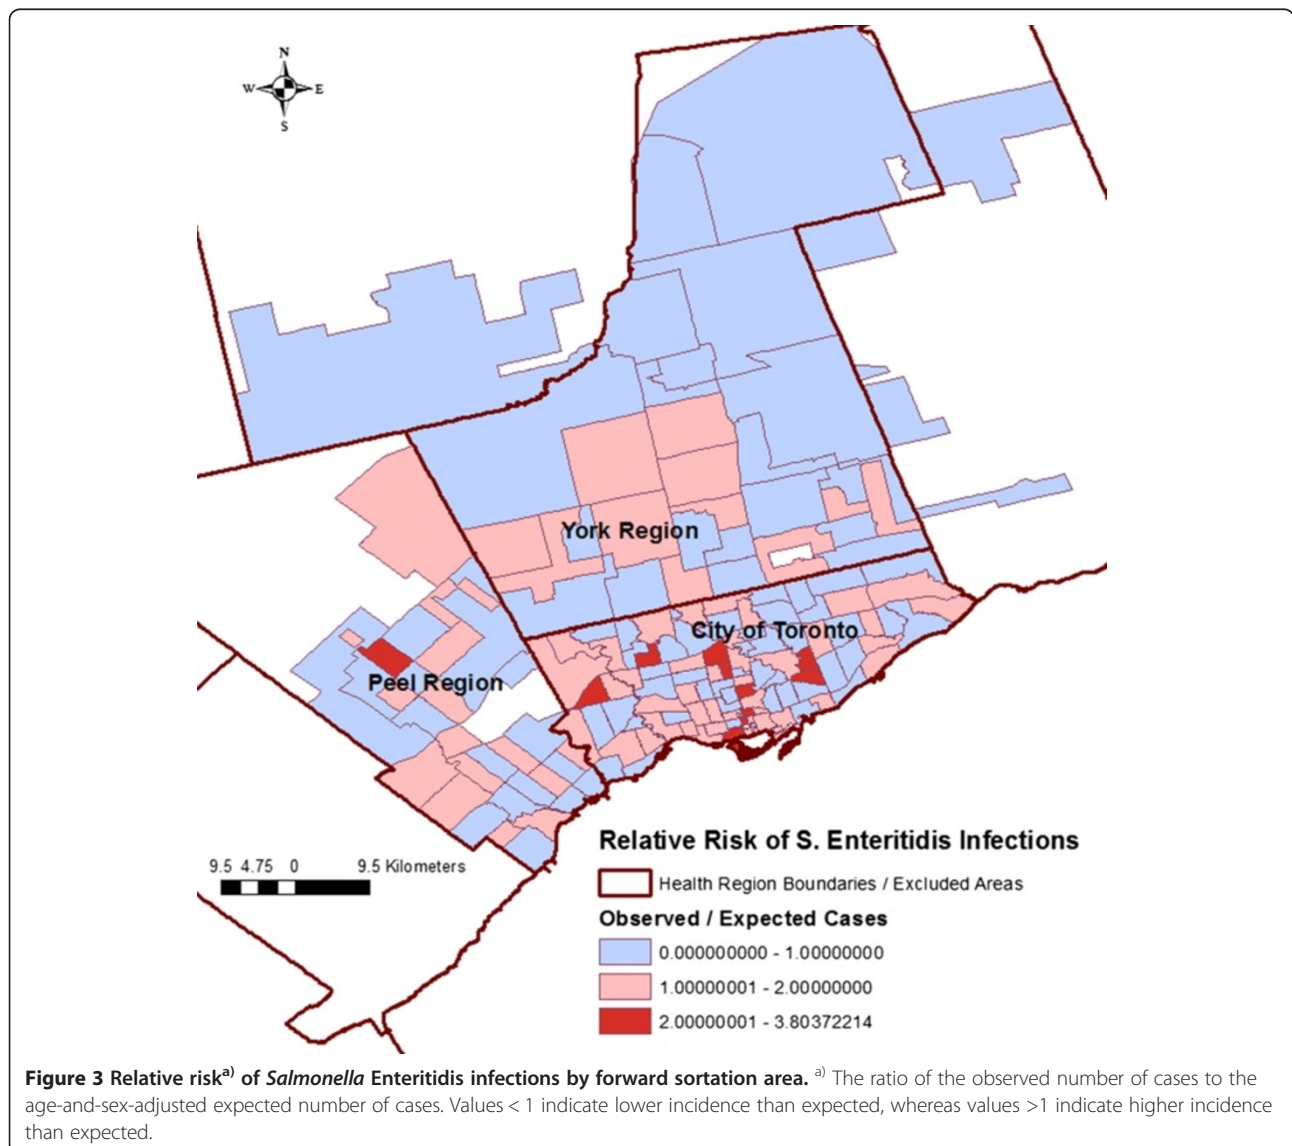 N
W E
S
York Region
City of Toronto
Peel Region
9.5 4.75 0 9.5 Kilometers
Relative Risk of S. Enteritidis Infections
Health Region Boundaries / Excluded Areas
Observed / Expected Cases
0.000000000 - 1.00000000
1.00000001 - 2.00000000
2.00000001 - 3.80372214
Figure 3 Relative risk^a) of Salmonella Enteritidis infections by forward sortation area. ^a) The ratio of the observed number of cases to the
age-and-sex-adjusted expected number of cases. Values < 1 indicate lower incidence than expected, whereas values >1 indicate higher incidence
than expected.